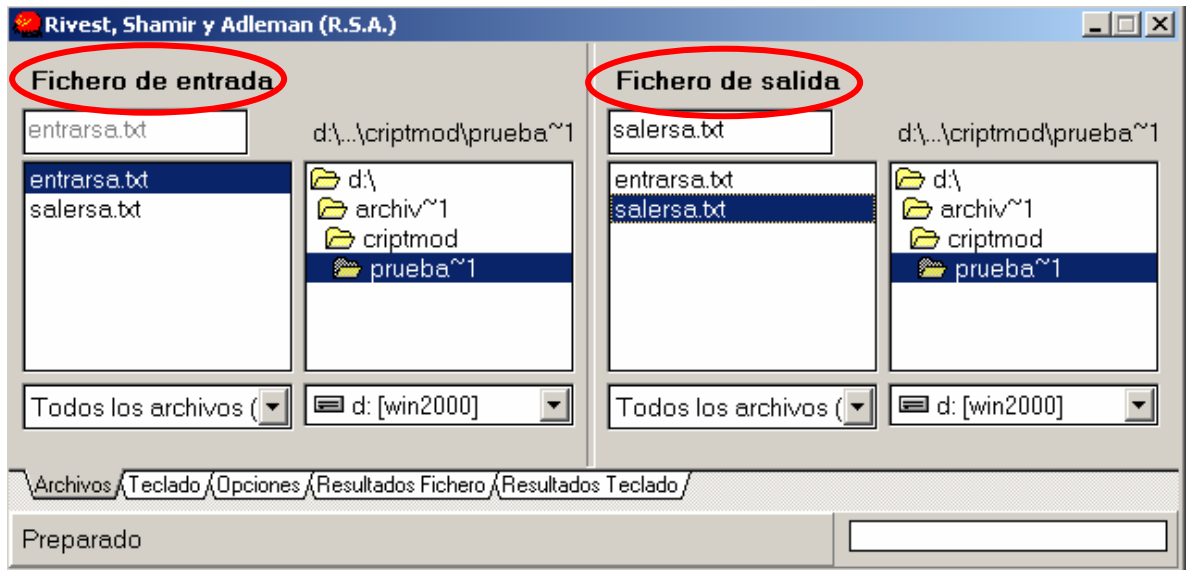 Rivest, Shamir y Adleman (R.S.A.)
Fichero de entrada
entrarsa.txt
d:\...\criptmod\prueba~1
entrarsa.txt
salersa.txt
d:\
archiv~1
criptmod
prueba~1
Todos los archivos (
d: [win2000]
Fichero de salida
salersa.txt
d:\...\criptmod\prueba~1
entrarsa.txt
salersa.txt
d:\
archiv~1
criptmod
prueba~1
Todos los archivos (
d: [win2000]
Archivos Teclado Opciones Resultados Fichero Resultados Teclado
Preparado